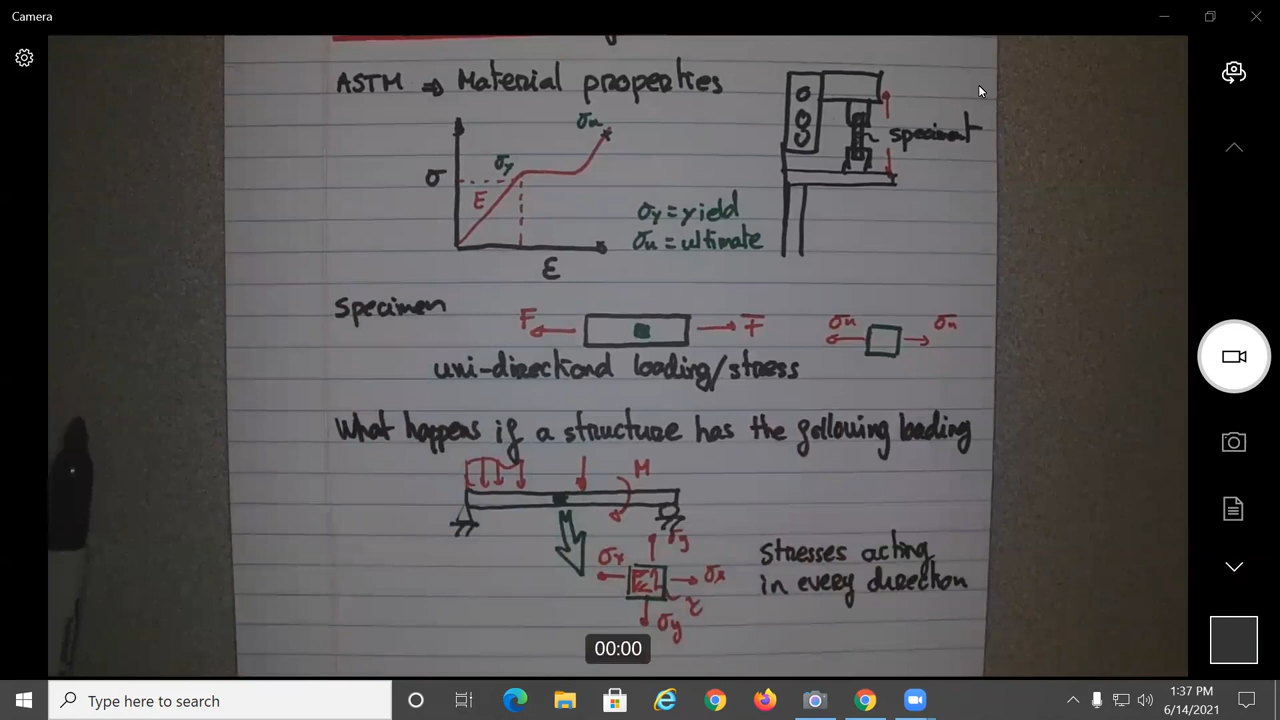 Camera
ASTM ⇒ Material properties
σu
σy
σ
E
ε
specimen
σy = yield
σu = ultimate
Specimen
F F
σu σu
uni-directional loading/stress
What happens if a structure has the following loading
M
σy
σx σx
τ
σy
Stresses acting
in every direction
00:00
Type here to search
1:37 PM
6/14/2021